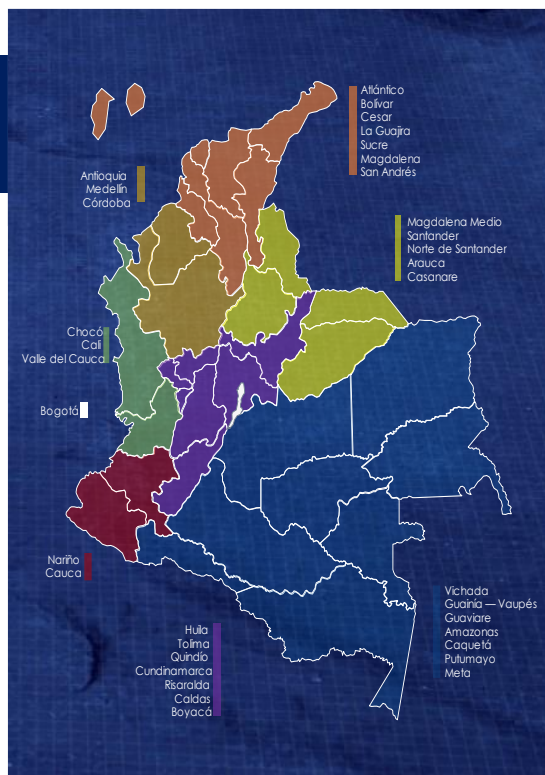 Atlántico
Bolívar
Cesar
La Guajira
Sucre
Magdalena
San Andrés
Antioquia
Medellín
Córdoba
Magdalena Medio
Santander
Norte de Santander
Arauca
Casanare
Chocó
Cali
Valle del Cauca
Bogotá
Nariño
Cauca
Vichada
Guainía — Vaupés
Guaviare
Amazonas
Caquetá
Putumayo
Meta
Huila
Tolima
Quindío
Cundinamarca
Risaralda
Caldas
Boyacá